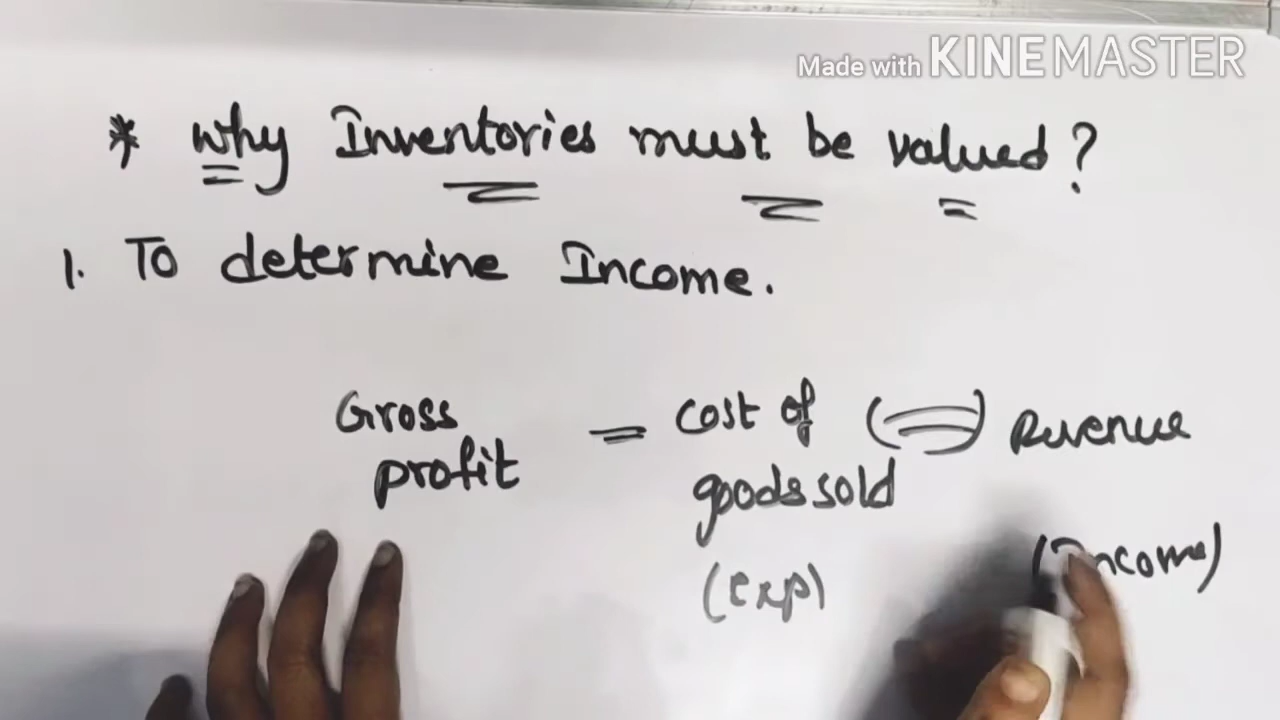 Made with KINEMASTER
* Why Inventories must be valued?
1. To determine Income.
Gross = cost of (=) Revenue
profit goods sold
(exp) (Income)